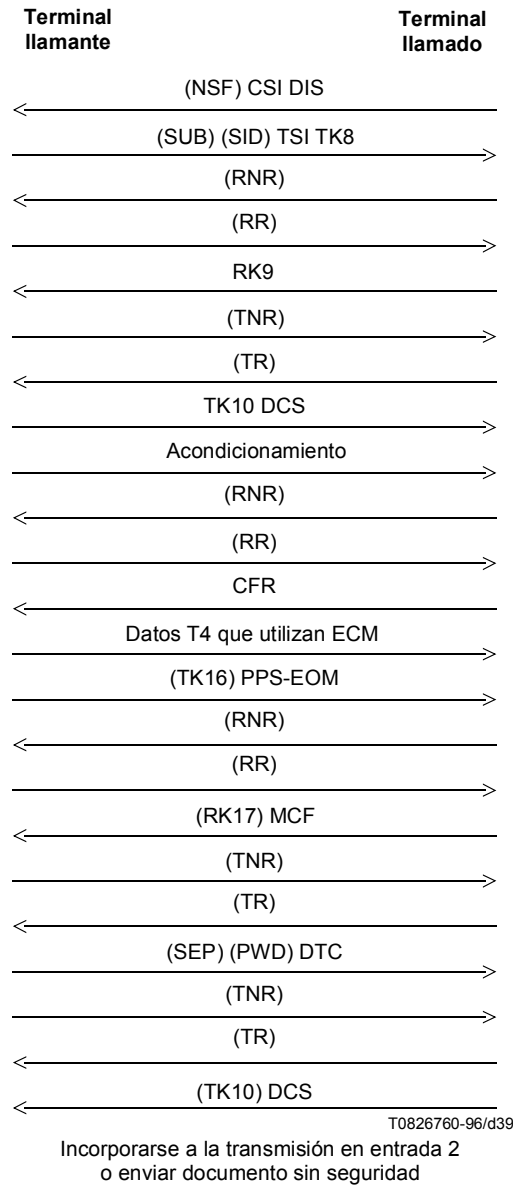 Terminal llamante
Terminal llamado
(NSF) CSI DIS
(SUB) (SID) TSI TK8
(RNR)
(RR)
RK9
(TNR)
(TR)
TK10 DCS
Acondicionamiento
(RNR)
(RR)
CFR
Datos T4 que utilizan ECM
(TK16) PPS-EOM
(RNR)
(RR)
(RK17) MCF
(TNR)
(TR)
(SEP) (PWD) DTC
(TNR)
(TR)
(TK10) DCS
T0826760-96/d39
Incorporarse a la transmisión en entrada 2
o enviar documento sin seguridad